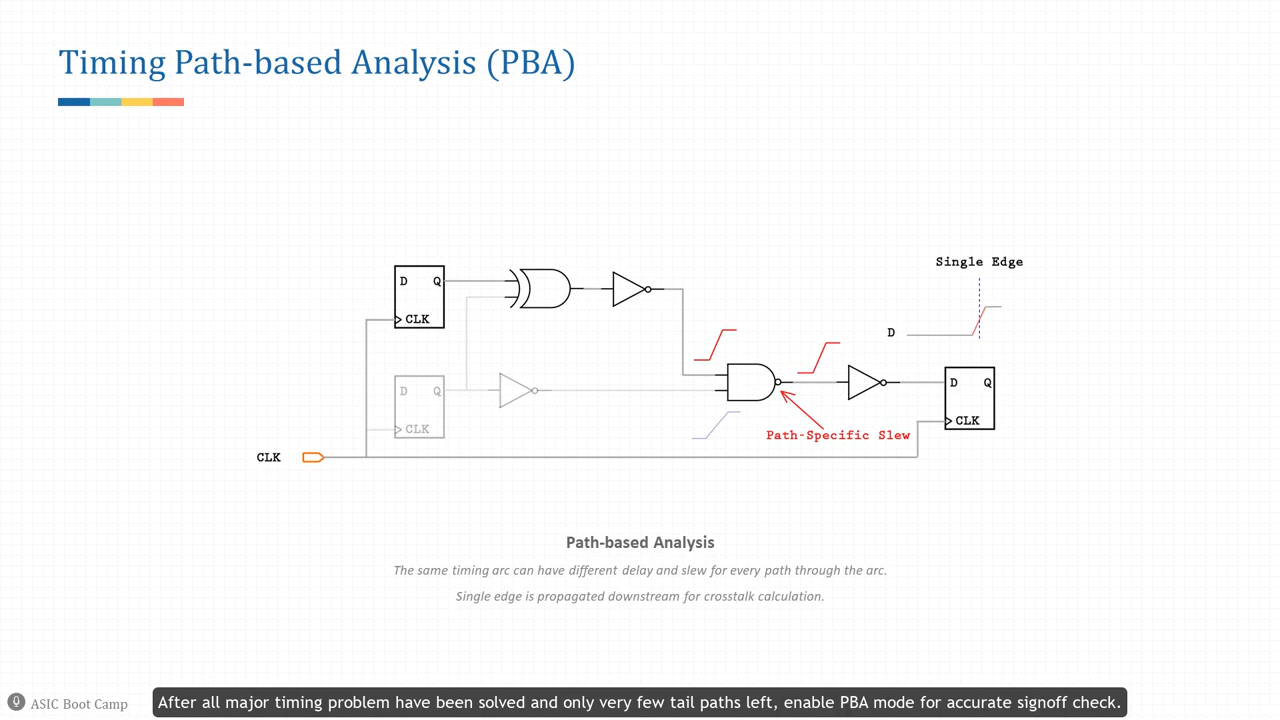 Timing Path-based Analysis (PBA)
Single Edge
D Q
CLK
D
D Q
CLK
D Q
CLK
Path-Specific Slew
CLK
Path-based Analysis
The same timing arc can have different delay and slew for every path through the arc.
Single edge is propagated downstream for crosstalk calculation.
ASIC Boot Camp
After all major timing problem have been solved and only very few tail paths left, enable PBA mode for accurate signoff check.